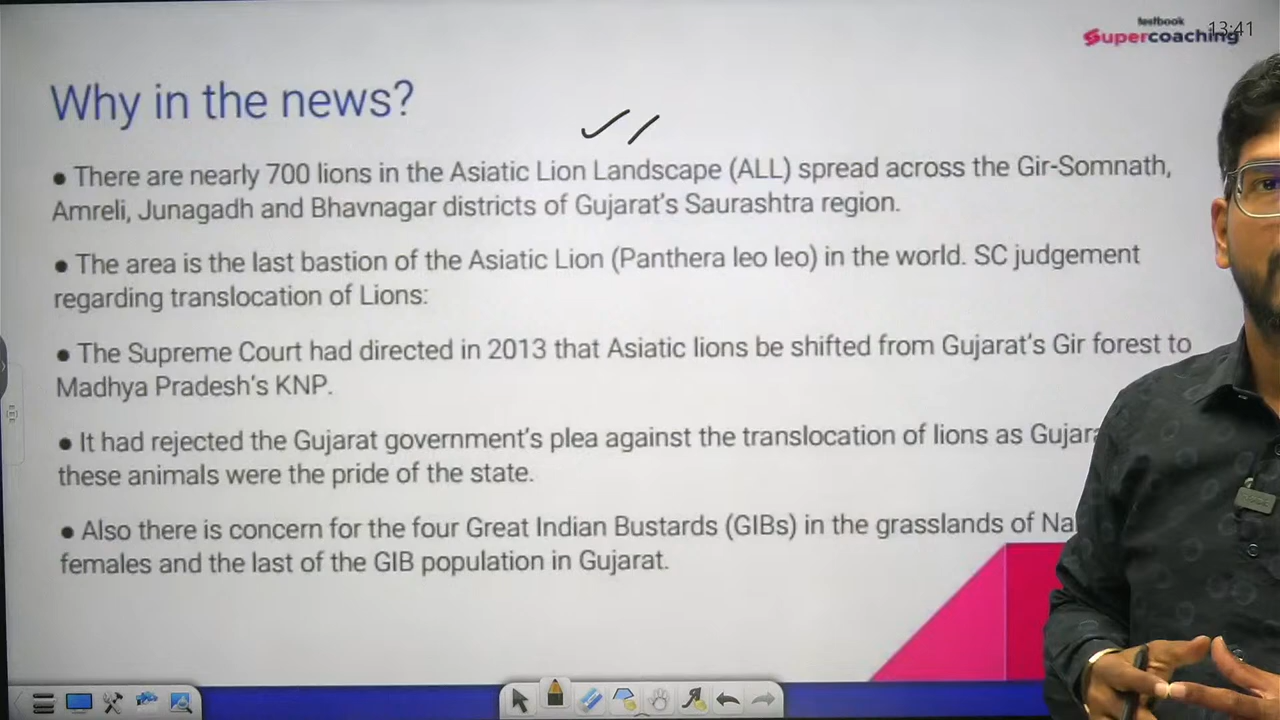 testbook
Supercoaching
13:41
Why in the news?
● There are nearly 700 lions in the Asiatic Lion Landscape (ALL) spread across the Gir-Somnath,
Amreli, Junagadh and Bhavnagar districts of Gujarat's Saurashtra region.
● The area is the last bastion of the Asiatic Lion (Panthera leo leo) in the world. SC judgement
regarding translocation of Lions:
● The Supreme Court had directed in 2013 that Asiatic lions be shifted from Gujarat's Gir forest to
Madhya Pradesh's KNP.
● It had rejected the Gujarat government's plea against the translocation of lions as
these animals were the pride of the state.
● Also there is concern for the four Great Indian Bustards (GIBs) in the grasslands of
females and the last of the GIB population in Gujarat.